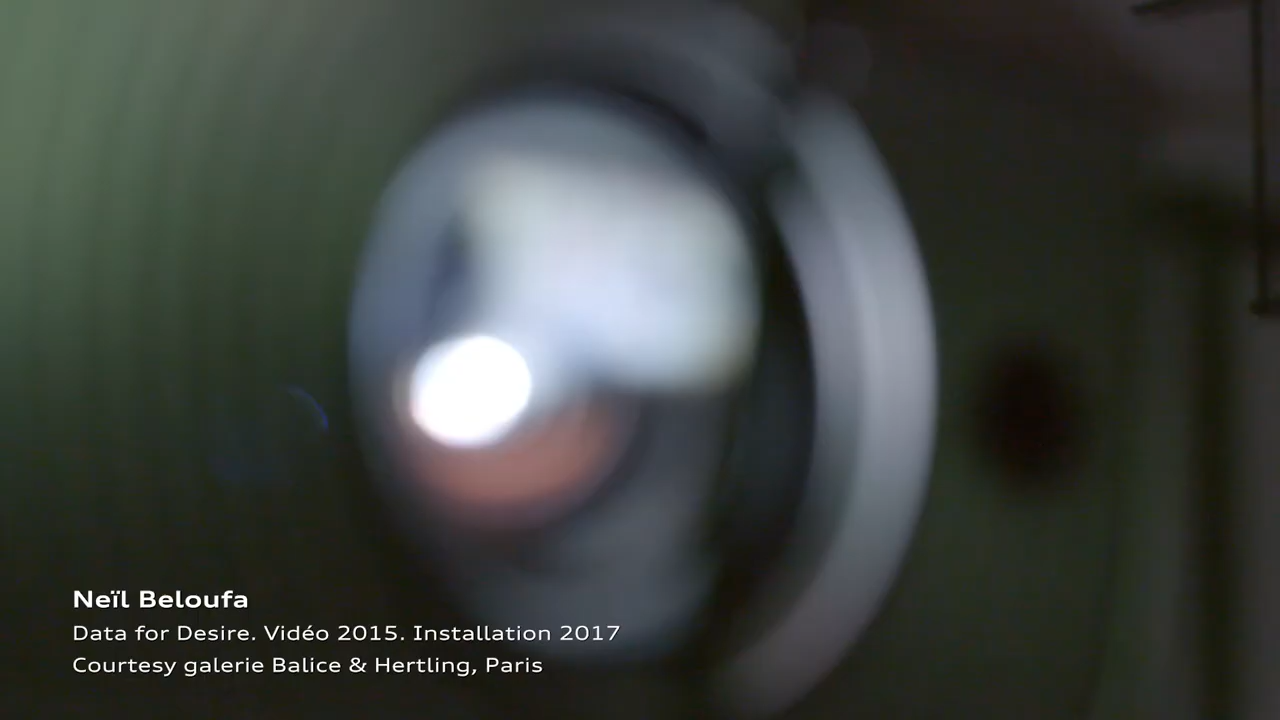 Neïl Beloufa
Data for Desire. Vidéo 2015. Installation 2017
Courtesy galerie Balice & Hertling, Paris